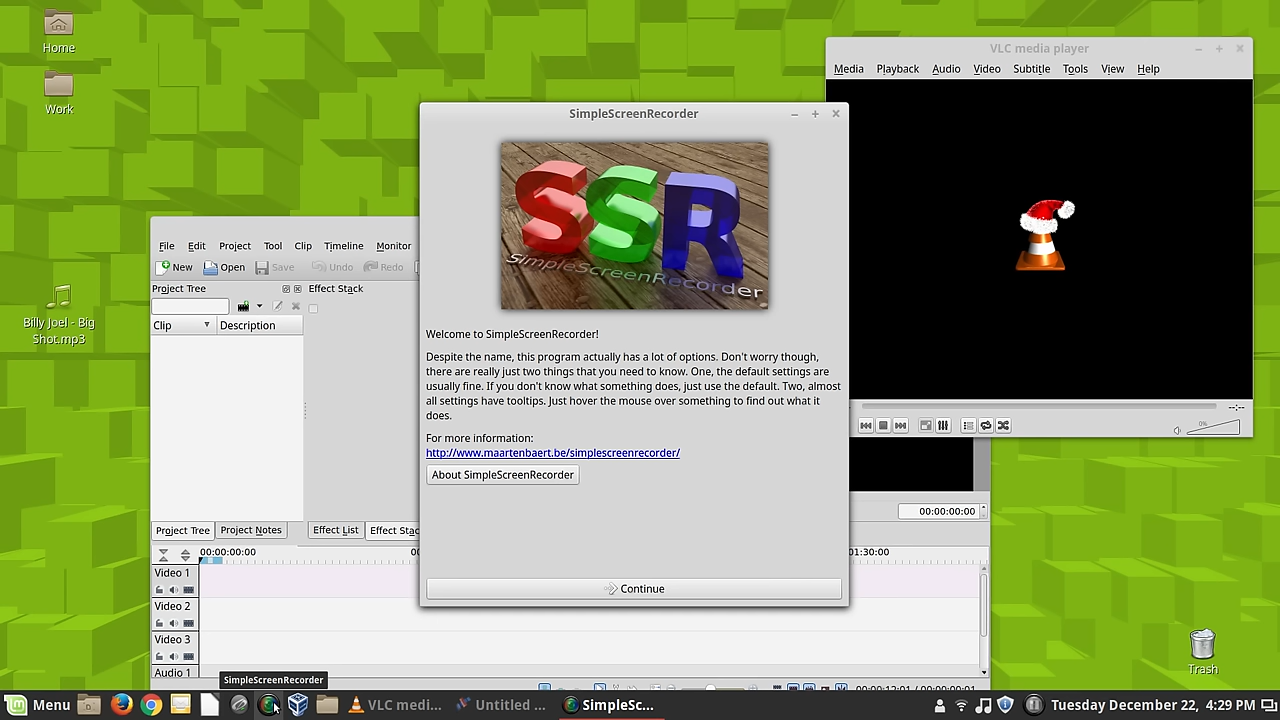 Home
Work
Billy Joel - Big
Shot.mp3
VLC media player
Media Playback Audio Video Subtitle Tools View Help
--:--
0%
SimpleScreenRecorder
SSR
SimpleScreenRecorder
Welcome to SimpleScreenRecorder!
Despite the name, this program actually has a lot of options. Don't worry though,
there are really just two things that you need to know. One, the default settings are
usually fine. If you don't know what something does, just use the default. Two, almost
all settings have tooltips. Just hover the mouse over something to find out what it
does.
For more information:
http://www.maartenbaert.be/simplescreenrecorder/
About SimpleScreenRecorder
Continue
File Edit Project Tool Clip Timeline Monitor
New Open Save Undo Redo
Project Tree Effect Stack
Clip Description
00:00:00:00
Project Tree Project Notes Effect List Effect Stac
00:00:00:00 00 01:30:00
Video 1
Video 2
Video 3
Audio 1
SimpleScreenRecorder
Trash
Menu VLC medi... Untitled ... SimpleSc... Tuesday December 22, 4:29 PM